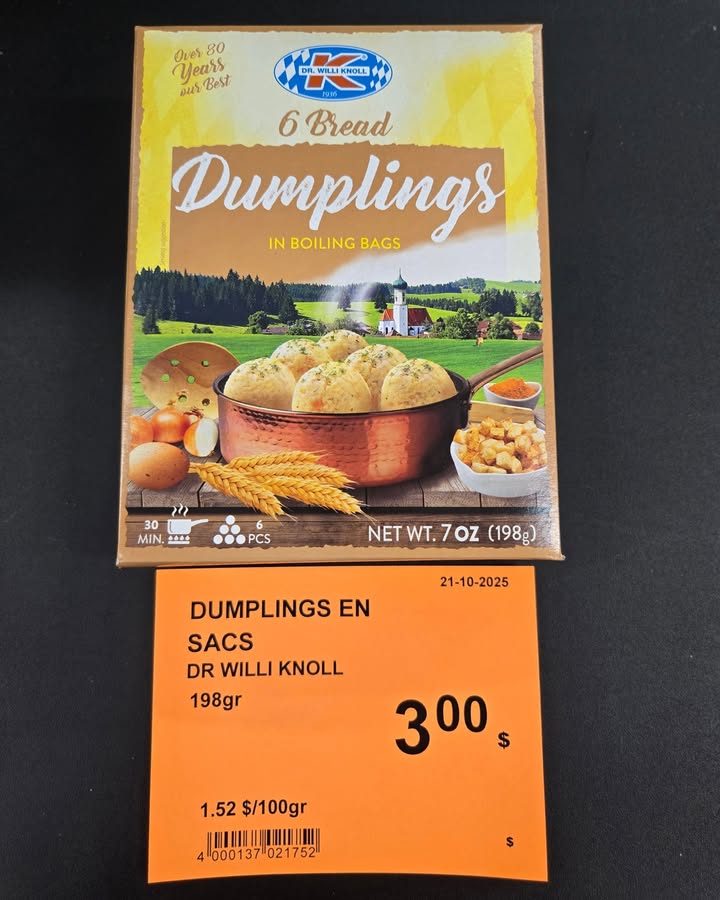 Over 80
Years
our Best
K
DR. WILLI KNOLL
1936
6 Bread
Dumplings
IN BOILING BAGS
30
MIN.
6
PCS
NET WT. 7 OZ (198g)
21-10-2025
DUMPLINGS EN
SACS
DR WILLI KNOLL
198gr
3 00 $
1.52 $/100gr
4 000137 021752
$